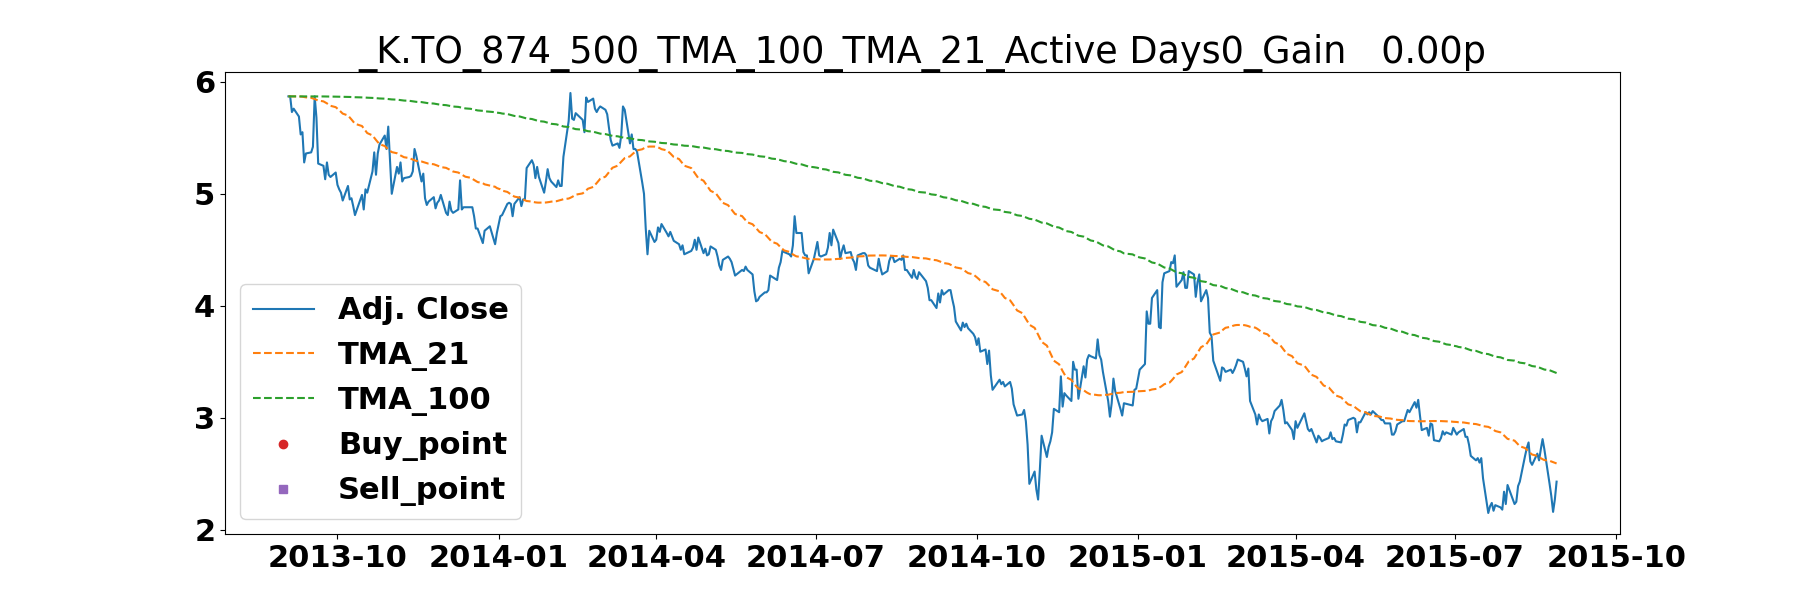 _K.TO_874_500_TMA_100_TMA_21_Active Days0_Gain   0.00p
6
5
4
3
2
Adj. Close
TMA_21
TMA_100
Buy_point
Sell_point
2013-10 2014-01 2014-04 2014-07 2014-10 2015-01 2015-04 2015-07 2015-10